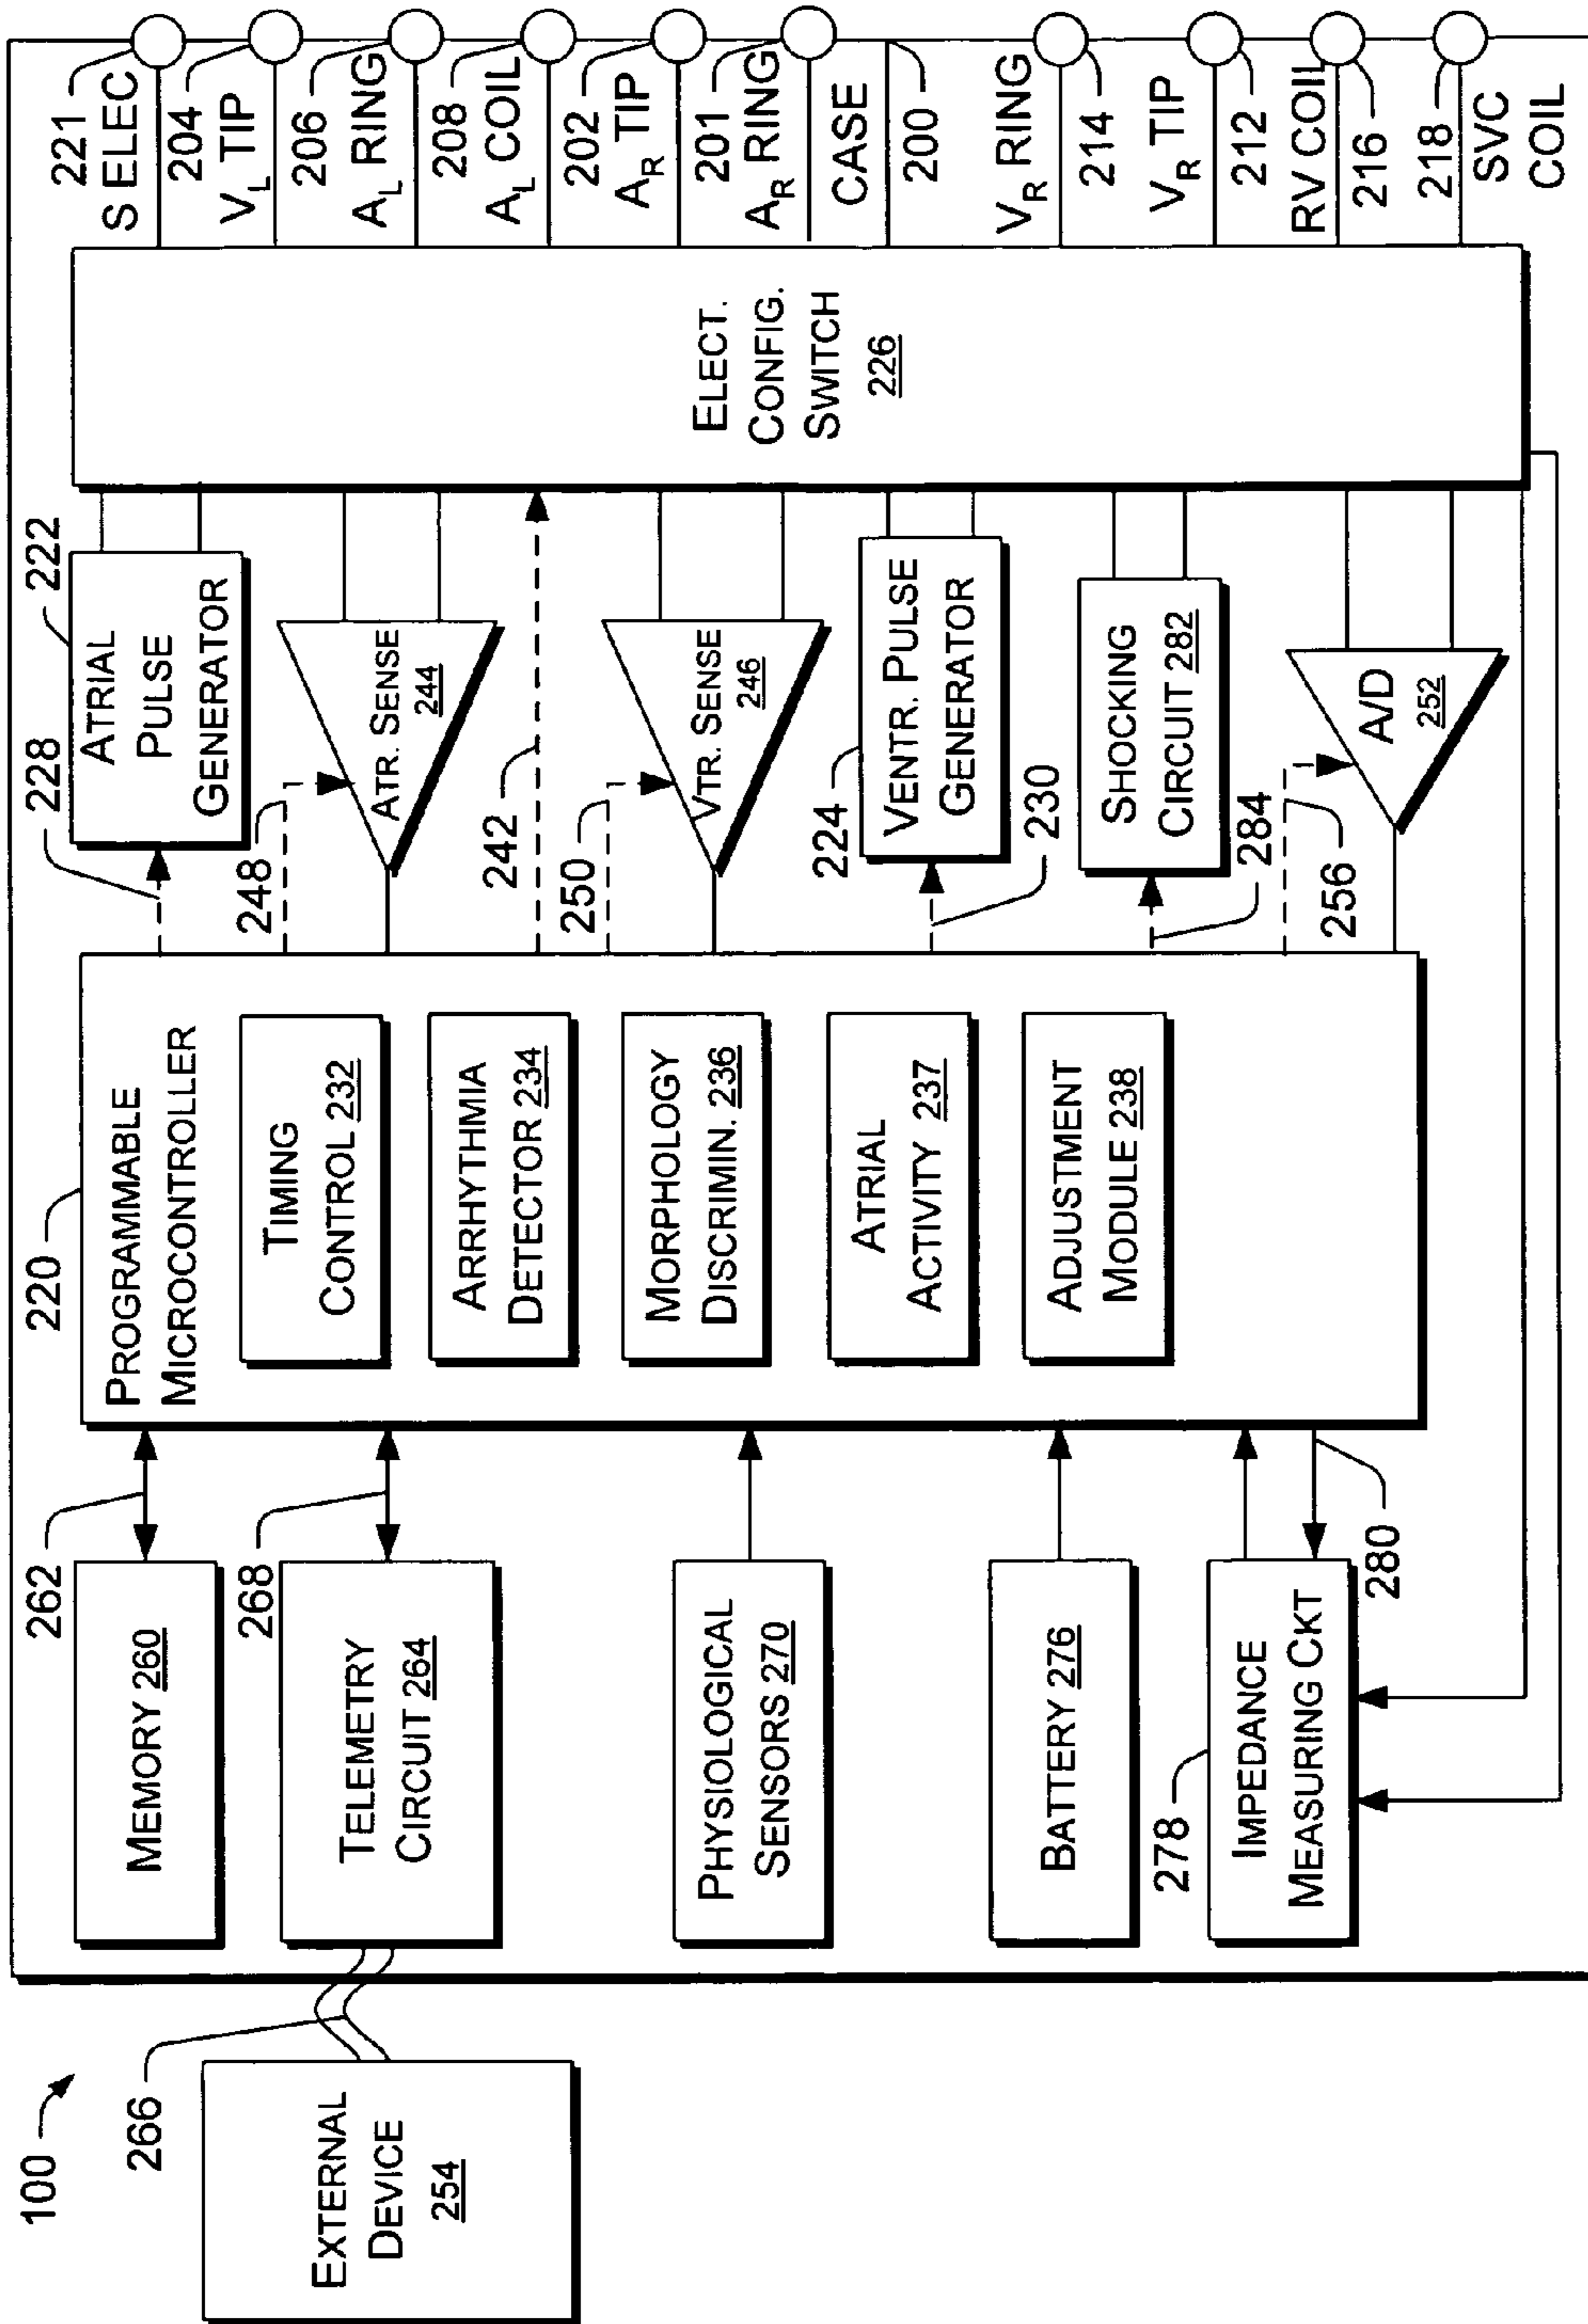 100
EXTERNAL
DEVICE
254
266
MEMORY 260
262
TELEMETRY
CIRCUIT 264
268
PHYSIOLOGICAL
SENSORS 270
BATTERY 276
278
IMPEDANCE
MEASURING CKT
280
220
PROGRAMMABLE
MICROCONTROLLER
TIMING
CONTROL 232
ARRHYTHMIA
DETECTOR 234
MORPHOLOGY
DISCRIMIN. 236
ATRIAL
ACTIVITY 237
ADJUSTMENT
MODULE 238
228
222
ATRIAL
PULSE
GENERATOR
248
ATR. SENSE
244
242
250
VTR. SENSE
246
224
VENTR. PULSE
GENERATOR
230
SHOCKING
CIRCUIT 282
284
256
A/D
252
ELECT.
CONFIG.
SWITCH
226
221
S ELEC
204
VL TIP
206
AL RING
208
AL COIL
202
AR TIP
201
AR RING
CASE
200
VR RING
214
VR TIP
212
RV COIL
216
218
SVC
COIL